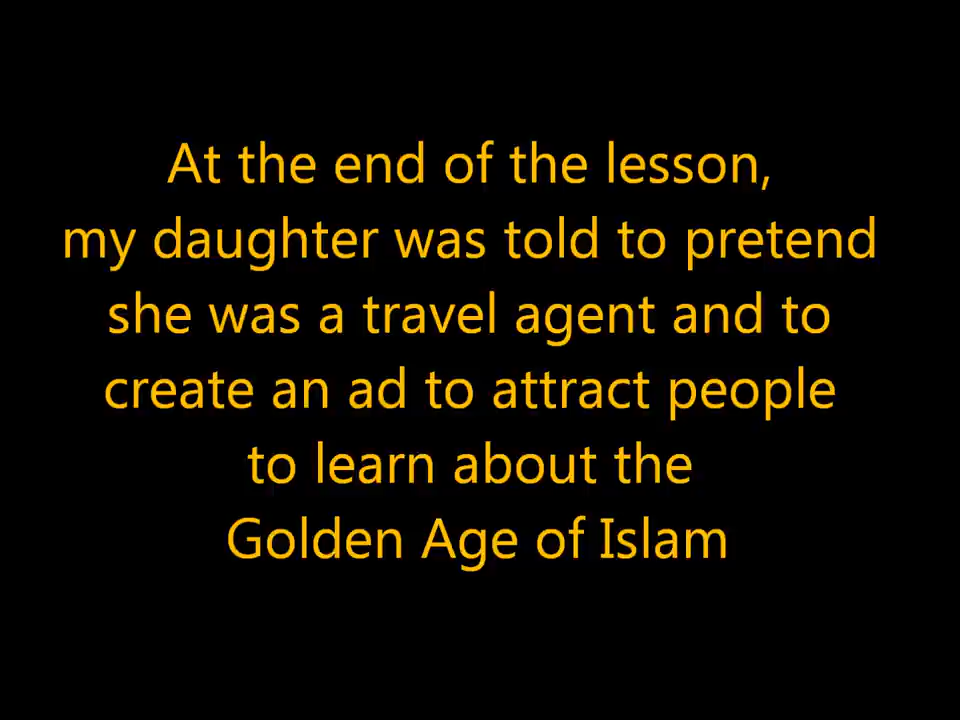 At the end of the lesson,
my daughter was told to pretend
she was a travel agent and to
create an ad to attract people
to learn about the
Golden Age of Islam